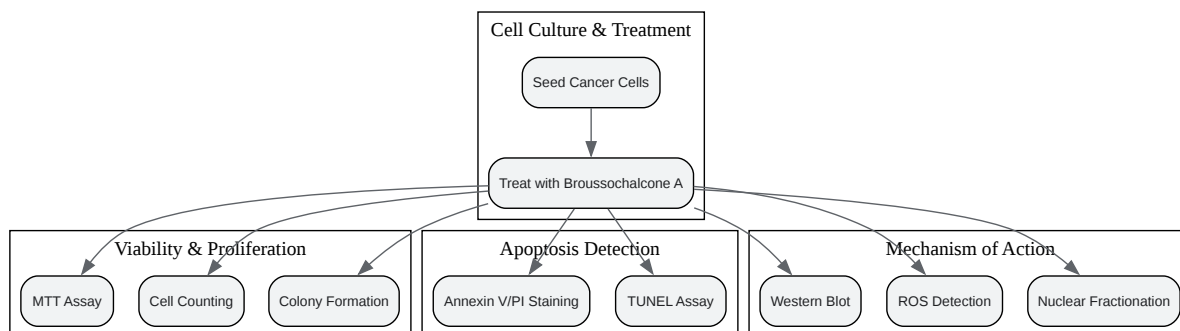 Cell Culture & Treatment
Seed Cancer Cells
Treat with Broussochalcone A
Viability & Proliferation
Apoptosis Detection
Mechanism of Action
MTT Assay
Cell Counting
Colony Formation
Annexin V/PI Staining
TUNEL Assay
Western Blot
ROS Detection
Nuclear Fractionation